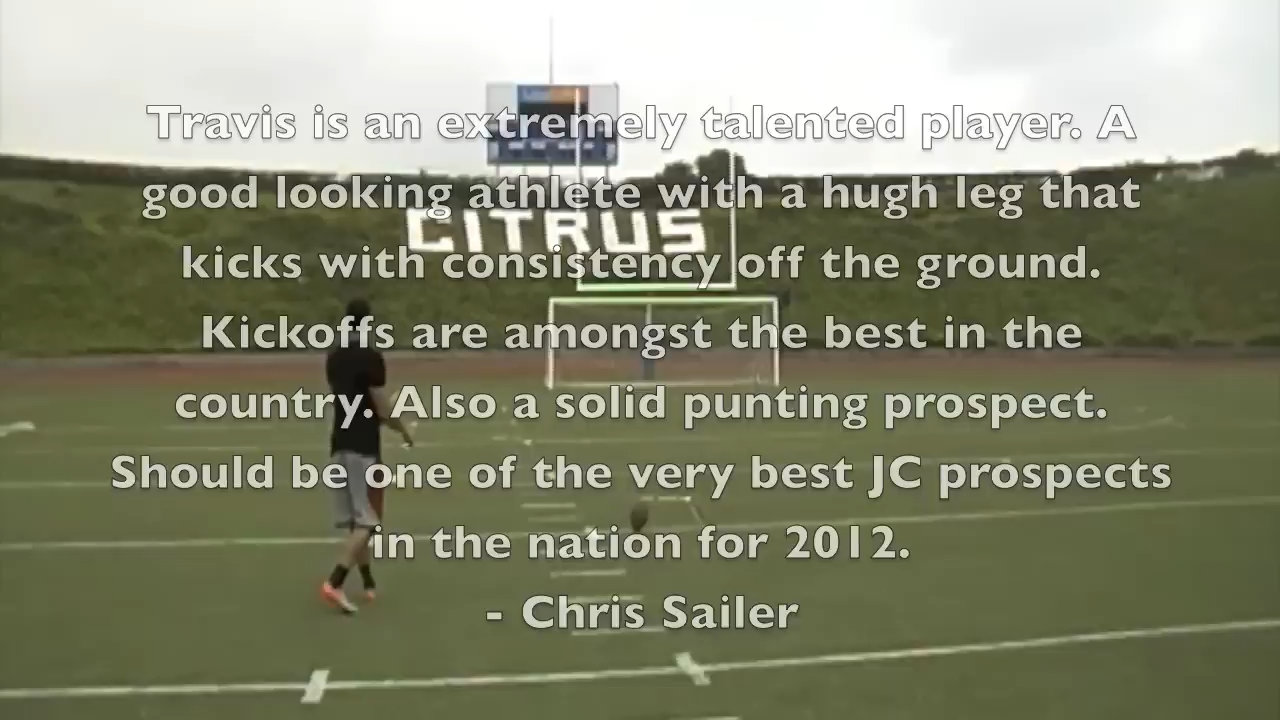 Travis is an extremely talented player. A
good looking athlete with a hugh leg that
CITRUS
kicks with consistency off the ground.
Kickoffs are amongst the best in the
country. Also a solid punting prospect.
Should be one of the very best JC prospects
in the nation for 2012.
- Chris Sailer